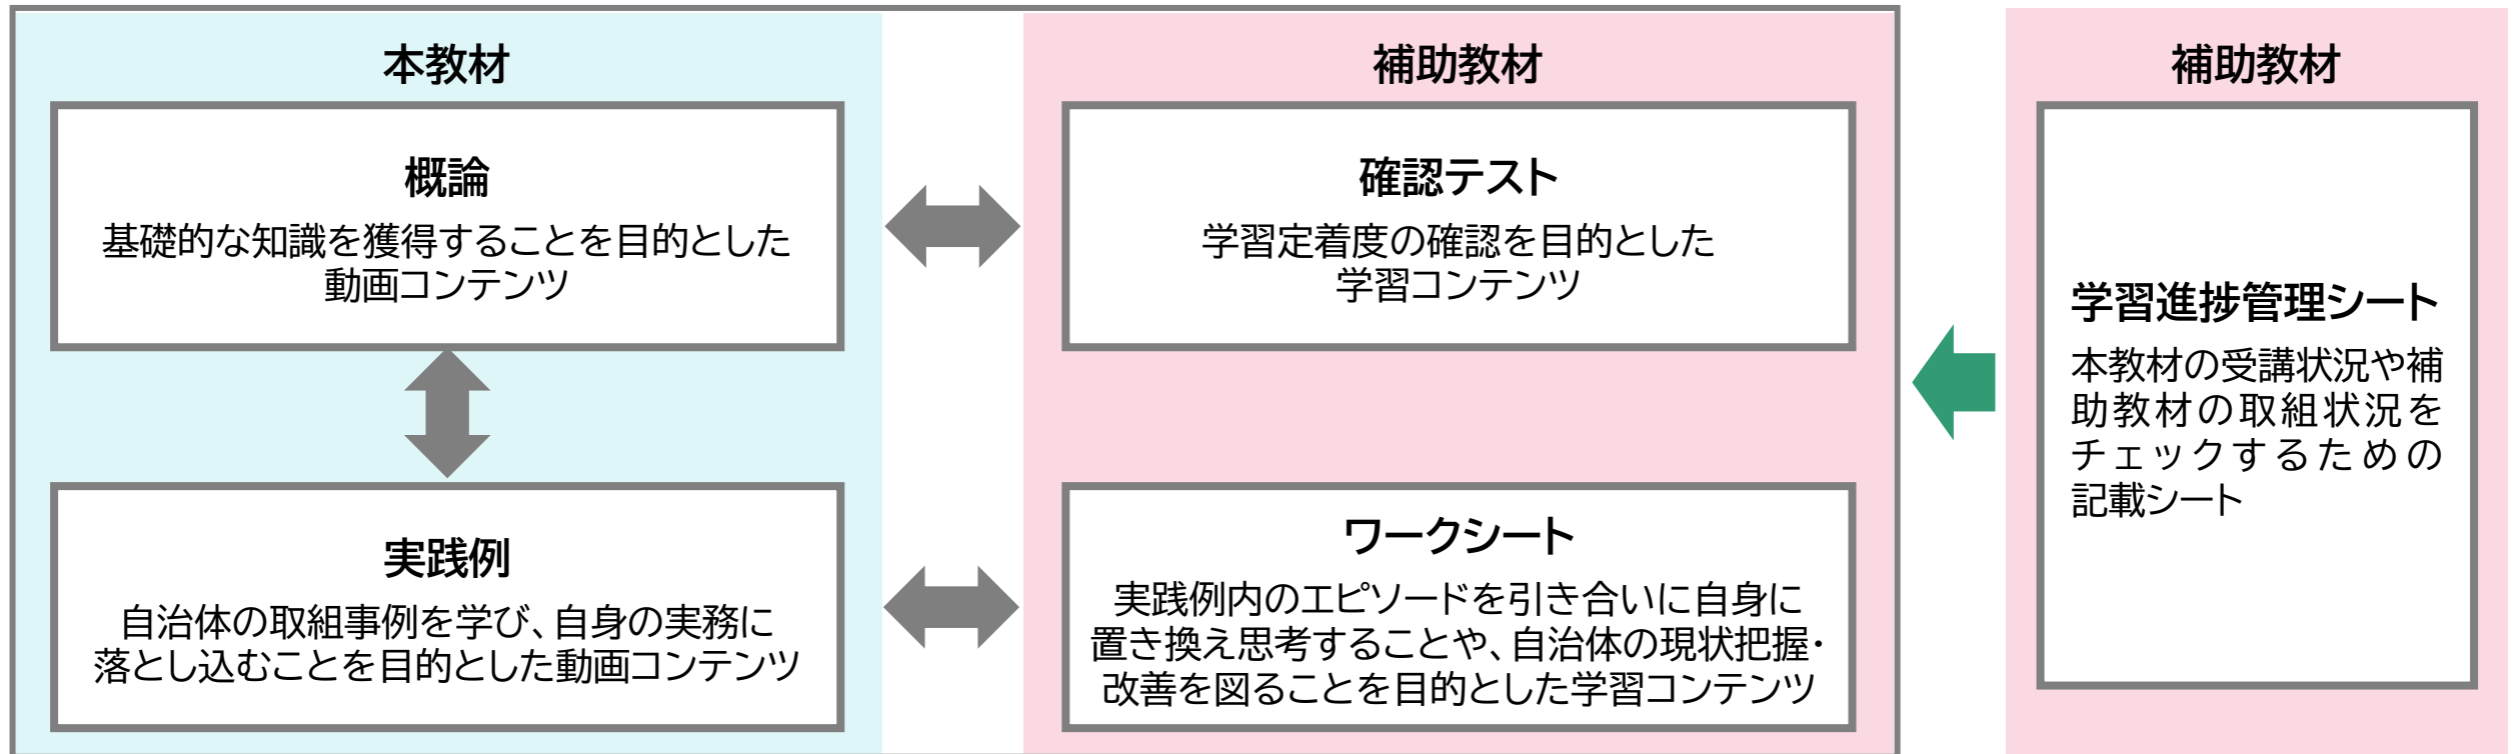 本教材
概論
基礎的な知識を獲得することを目的とした
動画コンテンツ
実践例
自治体の取組事例を学び、自身の実務に
落とし込むことを目的とした動画コンテンツ
補助教材
確認テスト
学習定着度の確認を目的とした
学習コンテンツ
ワークシート
実践例内のエピソードを引き合いに自身に
置き換え思考することや、自治体の現状把握・
改善を図ることを目的とした学習コンテンツ
補助教材
学習進捗管理シート
本教材の受講状況や補
助教材の取組状況を
チェックするための
記載シート